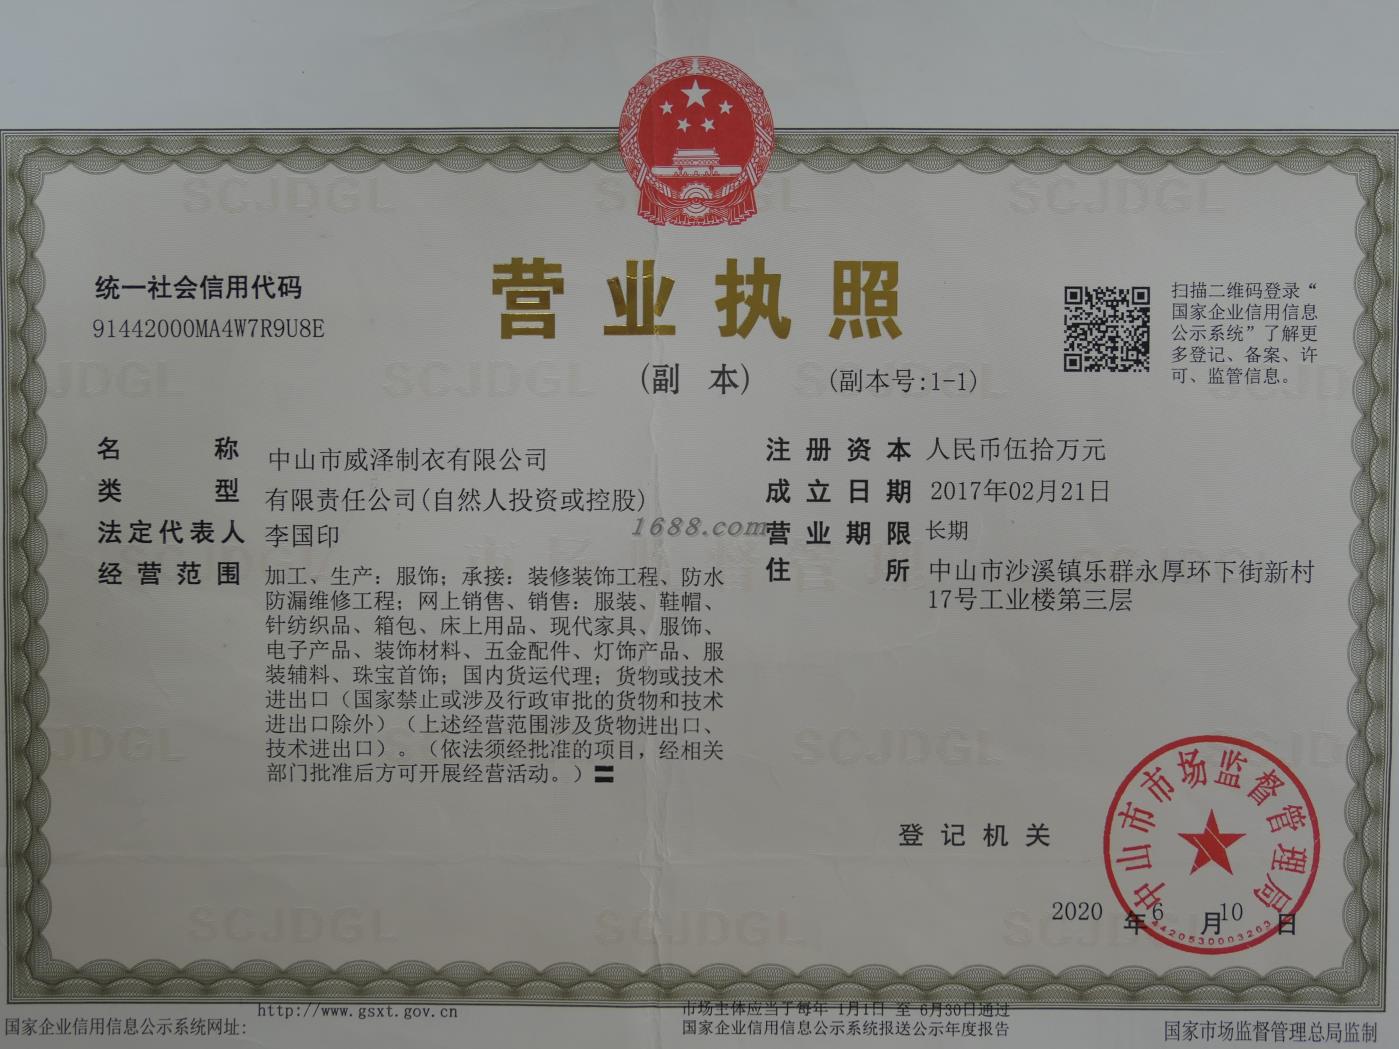 统一社会信用代码
91442000MA4W7R9U8E
营业执照
(副 本)
(副本号:1-1)
扫描二维码登录“
国家企业信用信息
公示系统”了解更
多登记、备案、许
可、监管信息。
名 称 中山市威泽制衣有限公司
类 型 有限责任公司(自然人投资或控股)
法定代表人 李国印
经营范围 加工、生产：服饰；承接：装修装饰工程、防水
防漏维修工程；网上销售、销售：服装、鞋帽、
针纺织品、箱包、床上用品、现代家具、服饰、
电子产品、装饰材料、五金配件、灯饰产品、服
装辅料、珠宝首饰；国内货运代理；货物或技术
进出口（国家禁止或涉及行政审批的货物和技术
进出口除外）（上述经营范围涉及货物进出口、
技术进出口）。（依法须经批准的项目，经相关
部门批准后方可开展经营活动。）
注册资本 人民币伍拾万元
成立日期 2017年02月21日
营业期限 长期
住 所 中山市沙溪镇乐群永厚环下街新村
17号工业楼第三层
1688.com
登记机关
中山市市场监督管理局
4420530003263
2020 年 6 月 10 日
国家企业信用信息公示系统网址: http://www.gsxt.gov.cn
市场主体应当于每年 1月1日 至 6月30日通过
国家企业信用信息公示系统报送公示年度报告
国家市场监督管理总局监制
SCJDGL